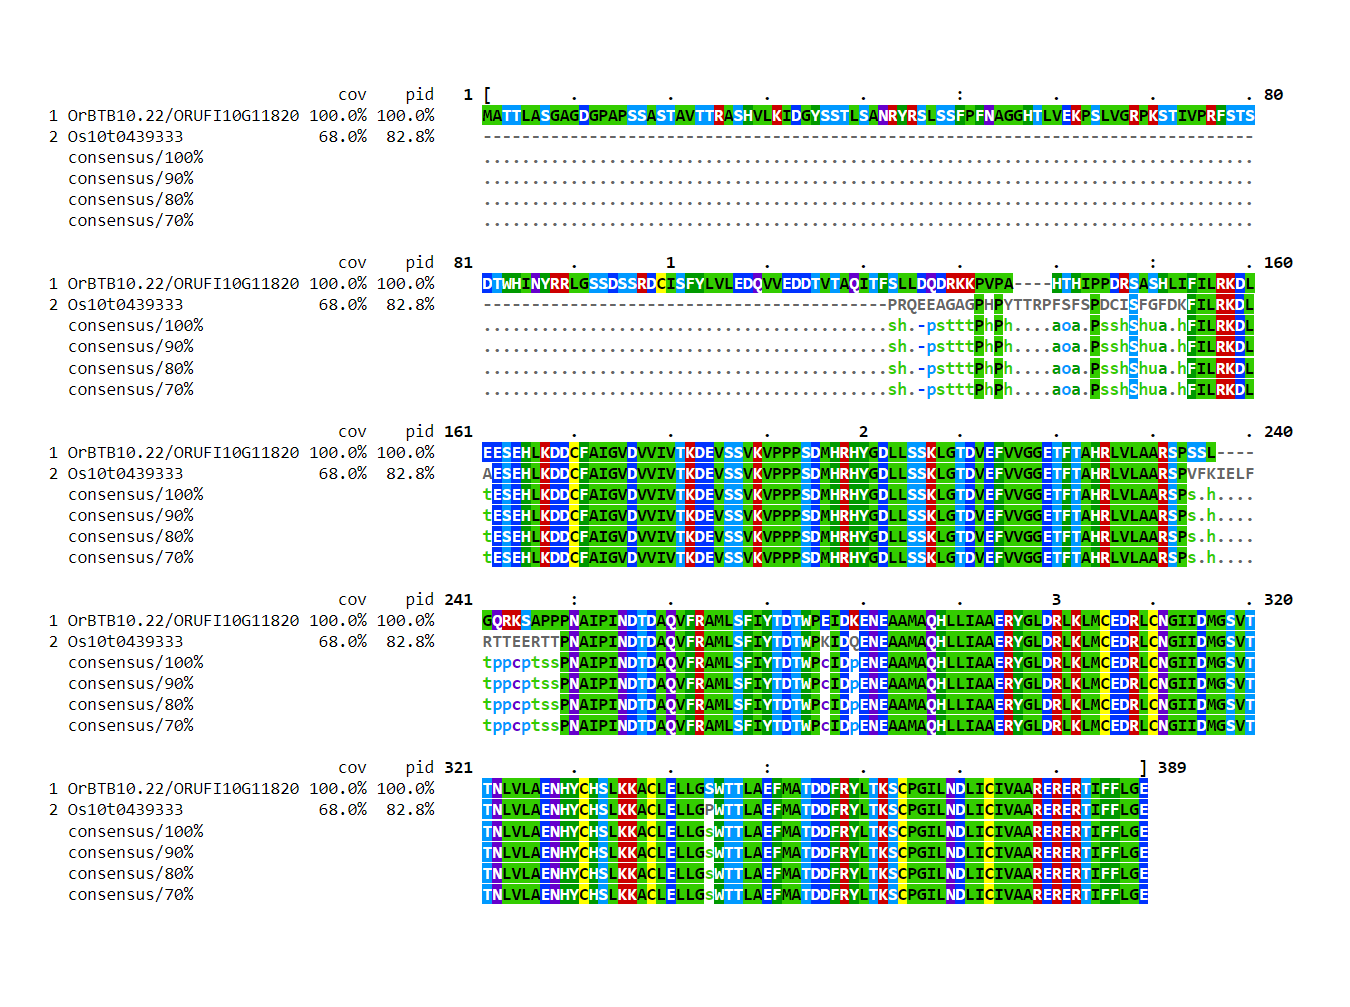 cov pid 1 [ . . . . : . . . 80
1 OrBTB10.22/ORUFI10G11820 100.0% 100.0% MATTLASGAGDGPAPSSASTAVTTRASHVLKIDGYSSTLSANRYRSLSSFPFNAGGHTLVEKPSLVGRPKSTIVPRFSTS
2 Os10t0439333 68.0% 82.8% --------------------------------------------------------------------------------
consensus/100% ................................................................................
consensus/90% ................................................................................
consensus/80% ................................................................................
consensus/70% ................................................................................
cov pid 81 . 1 . . . : . 160
1 OrBTB10.22/ORUFI10G11820 100.0% 100.0% DTWHINYRRLGSSDSSRDCISFYLVLEDQVVEDDTVTAQITFSLLDQDRKKPVPA----HTHIPPDRSASHLIFILRKDL
2 Os10t0439333 68.0% 82.8% ------------------------------------------PRQEEAGAGPHPYTTRPFSFSPDCISFGFDKFILRKDL
consensus/100% ..........................................sh.-pstttPhPh....aoa.PsshShua.hFILRKDL
consensus/90% ..........................................sh.-pstttPhPh....aoa.PsshShua.hFILRKDL
consensus/80% ..........................................sh.-pstttPhPh....aoa.PsshShua.hFILRKDL
consensus/70% ..........................................sh.-pstttPhPh....aoa.PsshShua.hFILRKDL
cov pid 161 . . . 2 . . . . 240
1 OrBTB10.22/ORUFI10G11820 100.0% 100.0% EESEHLKDDCFAIGVDVVIVTKDEVSSVKVPPPSDMHRHYGDLLSSKLGTDVEFVVGGETFTAHRLVLAARSPSSL----
2 Os10t0439333 68.0% 82.8% AESEHLKDDCFAIGVDVVIVTKDEVSSVKVPPPSDMHRHYGDLLSSKLGTDVEFVVGGETFTAHRLVLAARSPVFKIELF
consensus/100% tESEHLKDDCFAIGVDVVIVTKDEVSSVKVPPPSDMHRHYGDLLSSKLGTDVEFVVGGETFTAHRLVLAARSPs.h....
consensus/90% tESEHLKDDCFAIGVDVVIVTKDEVSSVKVPPPSDMHRHYGDLLSSKLGTDVEFVVGGETFTAHRLVLAARSPs.h....
consensus/80% tESEHLKDDCFAIGVDVVIVTKDEVSSVKVPPPSDMHRHYGDLLSSKLGTDVEFVVGGETFTAHRLVLAARSPs.h....
consensus/70% tESEHLKDDCFAIGVDVVIVTKDEVSSVKVPPPSDMHRHYGDLLSSKLGTDVEFVVGGETFTAHRLVLAARSPs.h....
cov pid 241 : . . . . 3 . . 320
1 OrBTB10.22/ORUFI10G11820 100.0% 100.0% GQRKSAPPPNAIPINDTDAQVFRAMLSFIYTDTWPEIDKENEAAMAQHLLIAAERYGLDRLKLMCEDRLCNGIIDMGSVT
2 Os10t0439333 68.0% 82.8% RTTEERTTPNAIPINDTDAQVFRAMLSFIYTDTWPKIDQENEAAMAQHLLIAAERYGLDRLKLMCEDRLCNGIIDMGSVT
consensus/100% tppcptssPNAIPINDTDAQVFRAMLSFIYTDTWPcIDpENEAAMAQHLLIAAERYGLDRLKLMCEDRLCNGIIDMGSVT
consensus/90% tppcptssPNAIPINDTDAQVFRAMLSFIYTDTWPcIDpENEAAMAQHLLIAAERYGLDRLKLMCEDRLCNGIIDMGSVT
consensus/80% tppcptssPNAIPINDTDAQVFRAMLSFIYTDTWPcIDpENEAAMAQHLLIAAERYGLDRLKLMCEDRLCNGIIDMGSVT
consensus/70% tppcptssPNAIPINDTDAQVFRAMLSFIYTDTWPcIDpENEAAMAQHLLIAAERYGLDRLKLMCEDRLCNGIIDMGSVT
cov pid 321 . . : . . . ] 389
1 OrBTB10.22/ORUFI10G11820 100.0% 100.0% TNLVLAENHYCHSLKKACLELLGSWTTLAEFMATDDFRYLTKSCPGILNDLICIVAARERERTIFFLGE
2 Os10t0439333 68.0% 82.8% TNLVLAENHYCHSLKKACLELLGPWTTLAEFMATDDFRYLTKSCPGILNDLICIVAARERERTIFFLGE
consensus/100% TNLVLAENHYCHSLKKACLELLGsWTTLAEFMATDDFRYLTKSCPGILNDLICIVAARERERTIFFLGE
consensus/90% TNLVLAENHYCHSLKKACLELLGsWTTLAEFMATDDFRYLTKSCPGILNDLICIVAARERERTIFFLGE
consensus/80% TNLVLAENHYCHSLKKACLELLGsWTTLAEFMATDDFRYLTKSCPGILNDLICIVAARERERTIFFLGE
consensus/70% TNLVLAENHYCHSLKKACLELLGsWTTLAEFMATDDFRYLTKSCPGILNDLICIVAARERERTIFFLGE